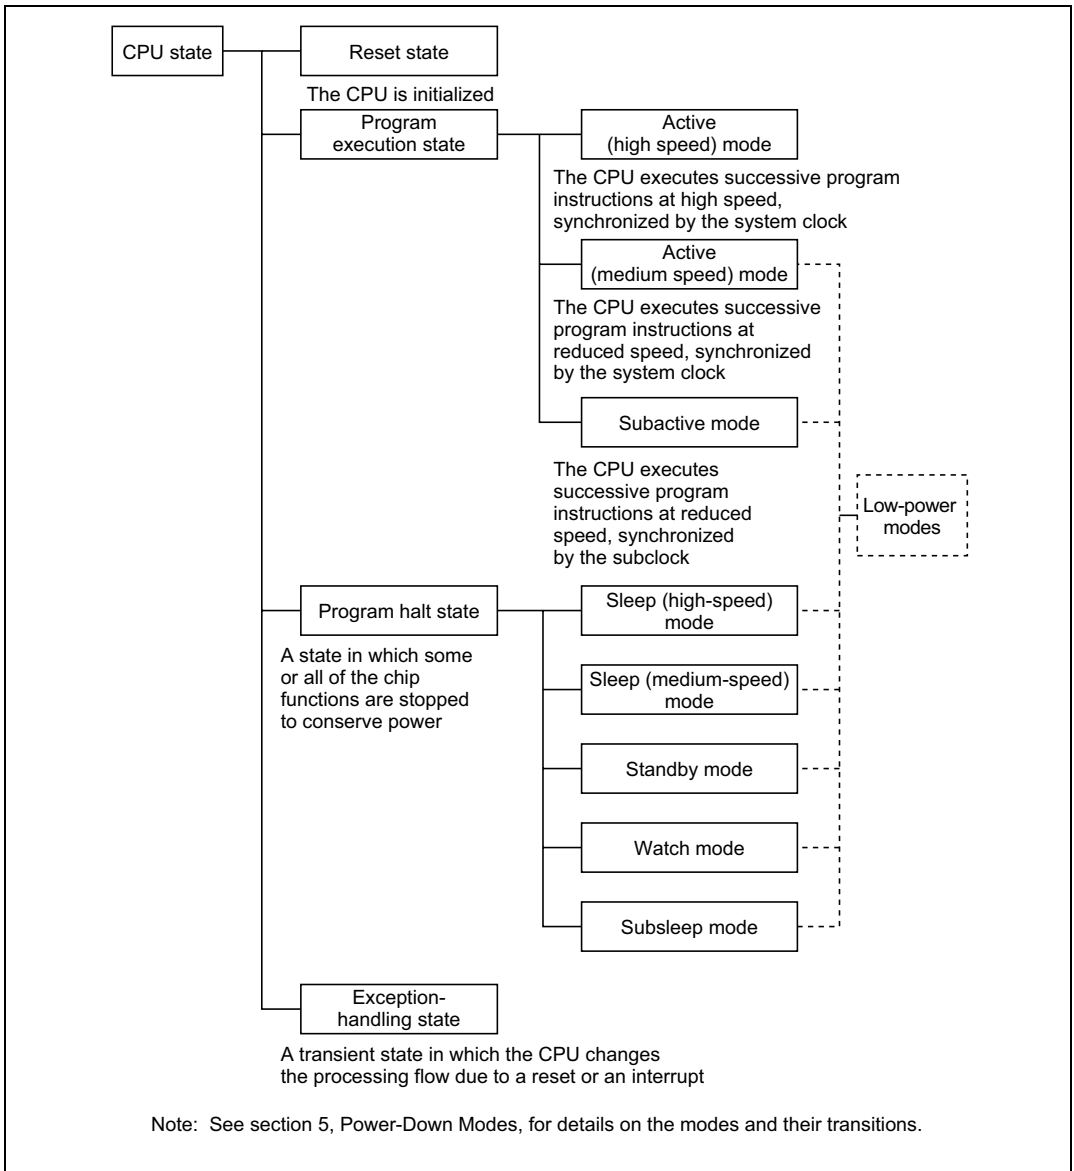 CPU state
Reset state
The CPU is initialized
Program
execution state
Active
(high speed) mode
The CPU executes successive program
instructions at high speed,
synchronized by the system clock
Active
(medium speed) mode
The CPU executes successive
program instructions at
reduced speed, synchronized
by the system clock
Subactive mode
The CPU executes
successive program
instructions at reduced
speed, synchronized
by the subclock
Low-power
modes
Program halt state
A state in which some
or all of the chip
functions are stopped
to conserve power
Sleep (high-speed)
mode
Sleep (medium-speed)
mode
Standby mode
Watch mode
Subsleep mode
Exception-
handling state
A transient state in which the CPU changes
the processing flow due to a reset or an interrupt
Note: See section 5, Power-Down Modes, for details on the modes and their transitions.